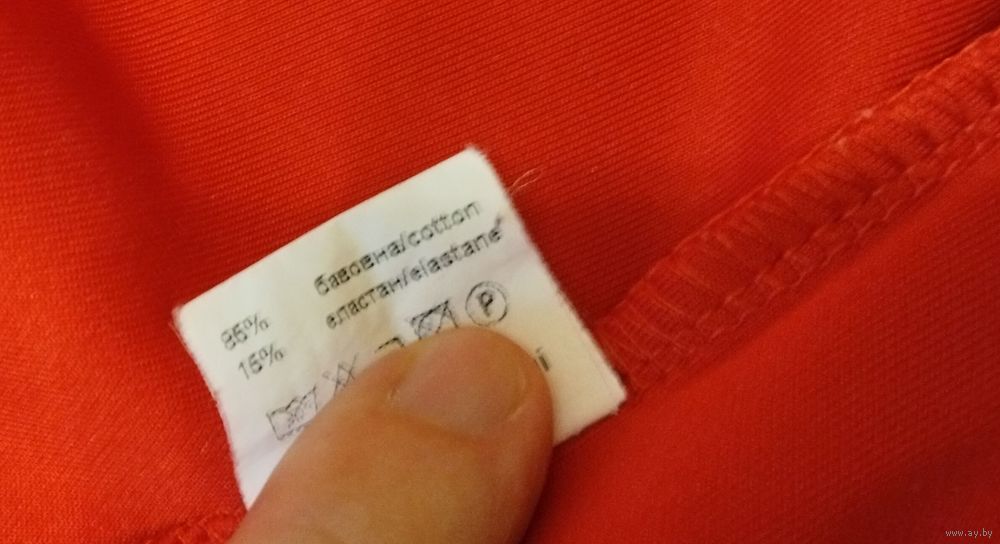 85% бавовна/cotton
15% еластан/elastane
P
www.ay.by